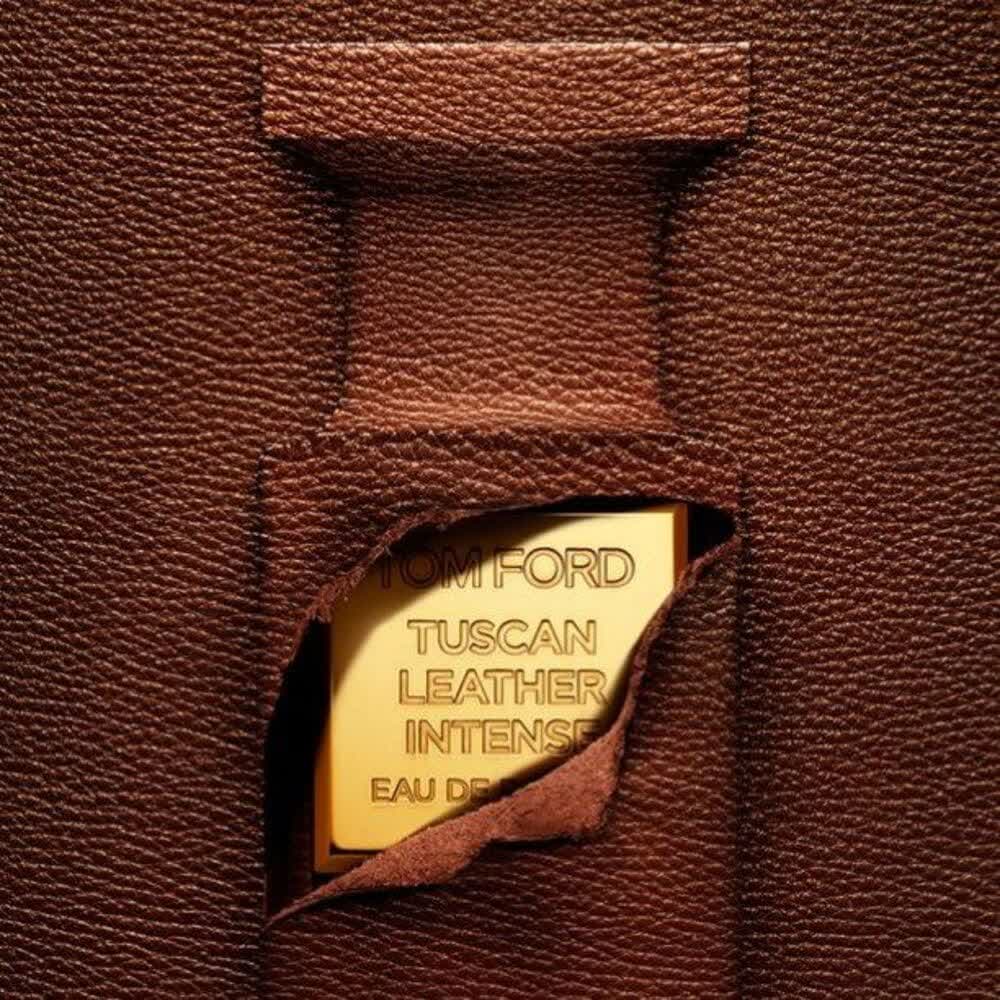 TOM FORD
TUSCAN
LEATHER
INTENSE
EAU DE